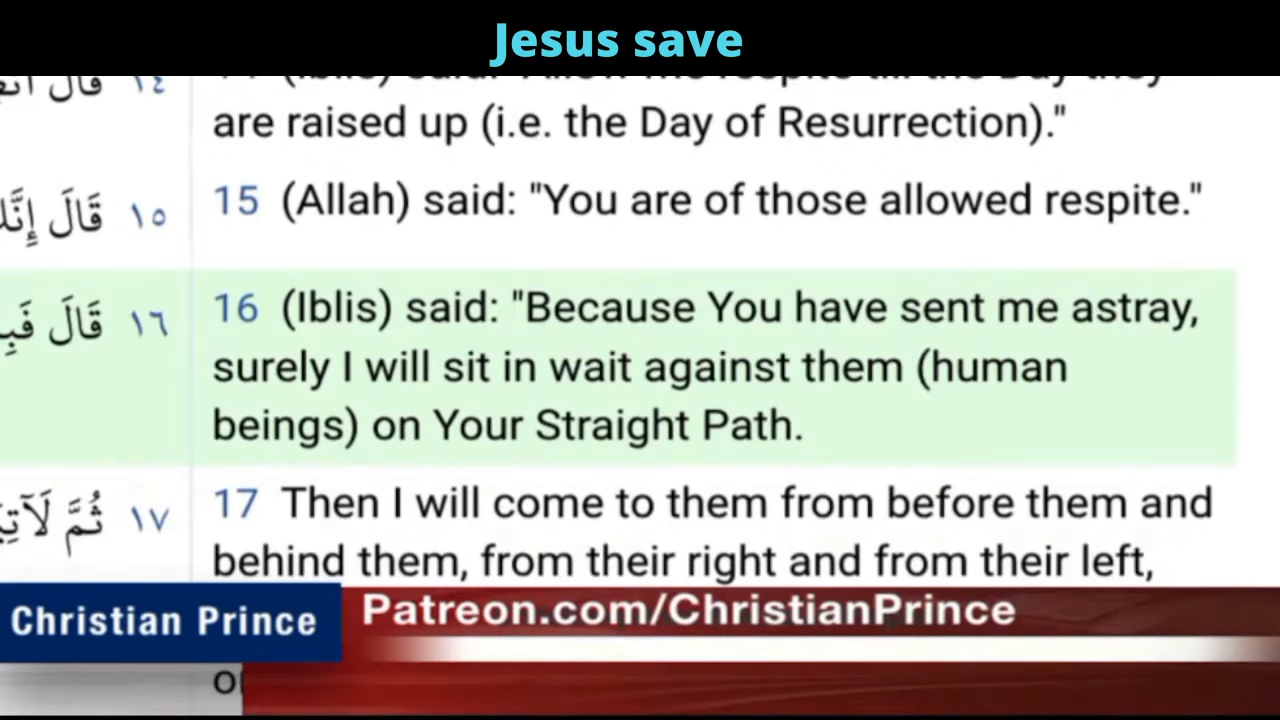 Jesus save
are raised up (i.e. the Day of Resurrection)."
قَالَ ١٥
15 (Allah) said: "You are of those allowed respite."
قَالَ ١٦
16 (Iblis) said: "Because You have sent me astray,
surely I will sit in wait against them (human
beings) on Your Straight Path.
ثُمَّ ١٧
17 Then I will come to them from before them and
behind them, from their right and from their left,
Christian Prince
Patreon.com/ChristianPrince